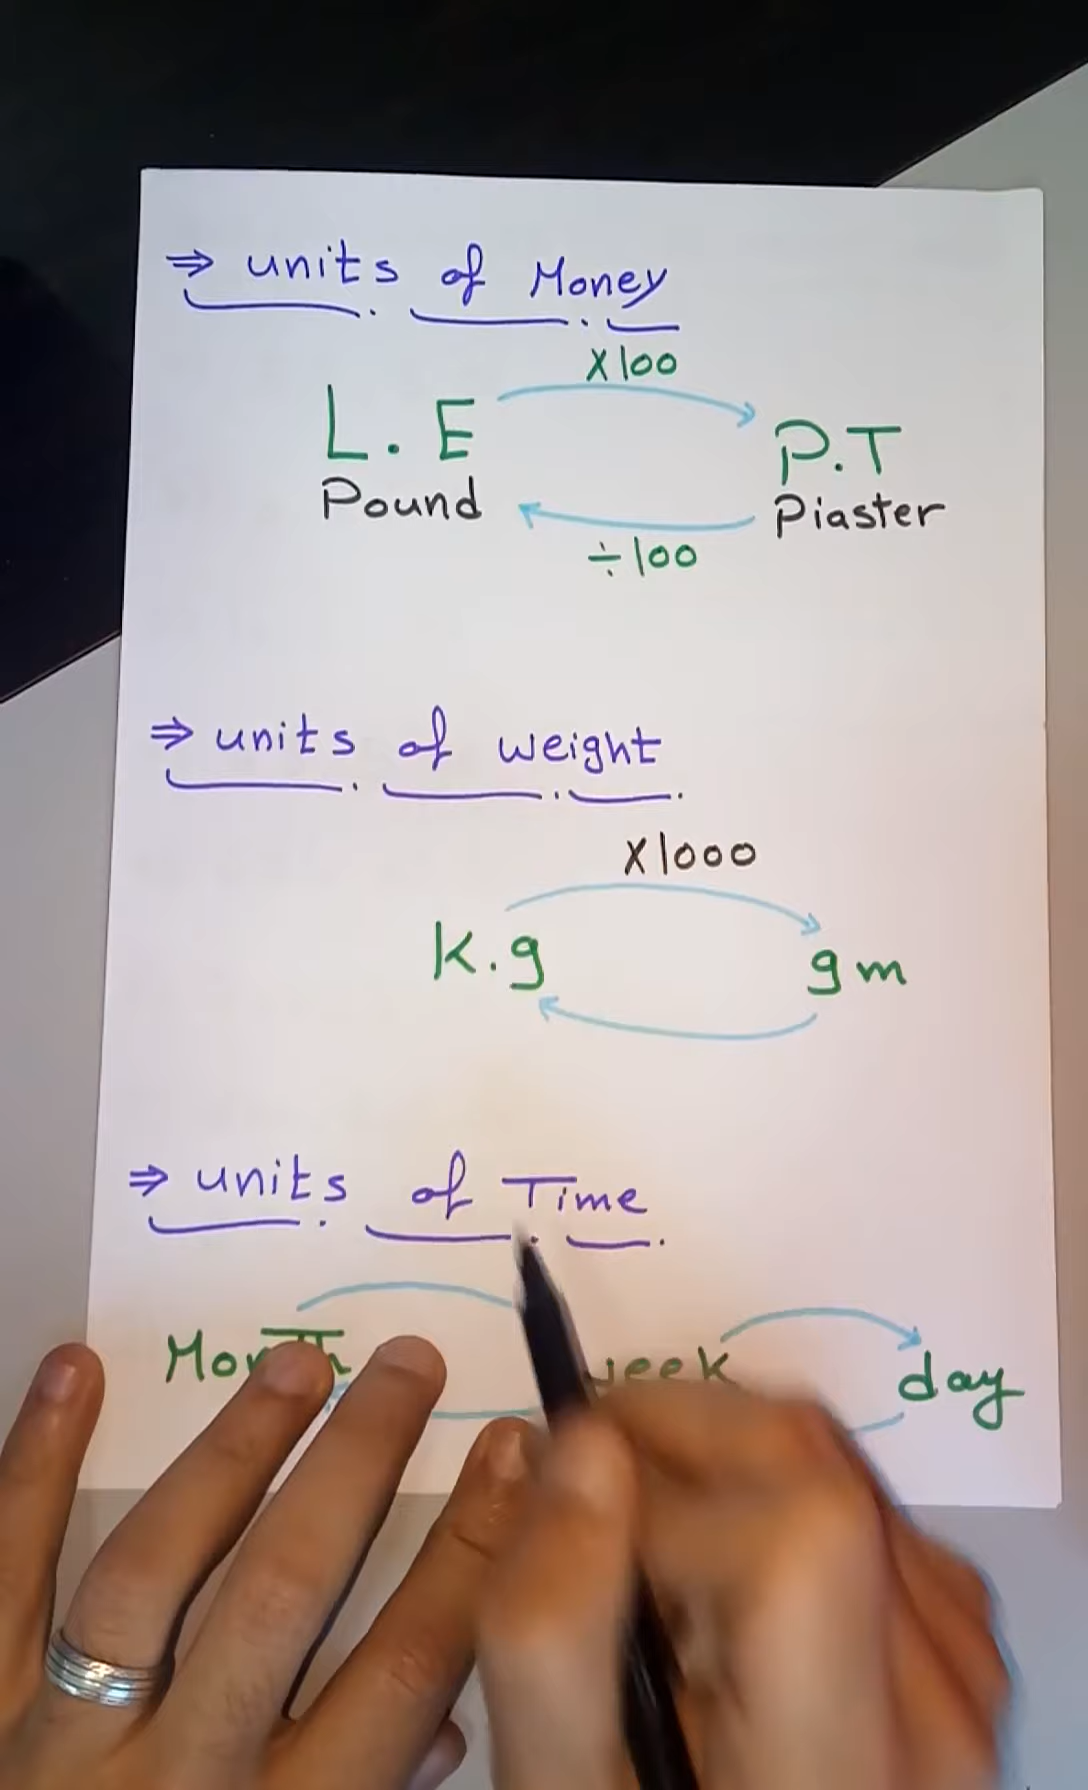 ⇒ units of Money
X100
L.E P.T
Pound Piaster
÷100
⇒ units of weight
X1000
K.g gm
⇒ units of Time
day